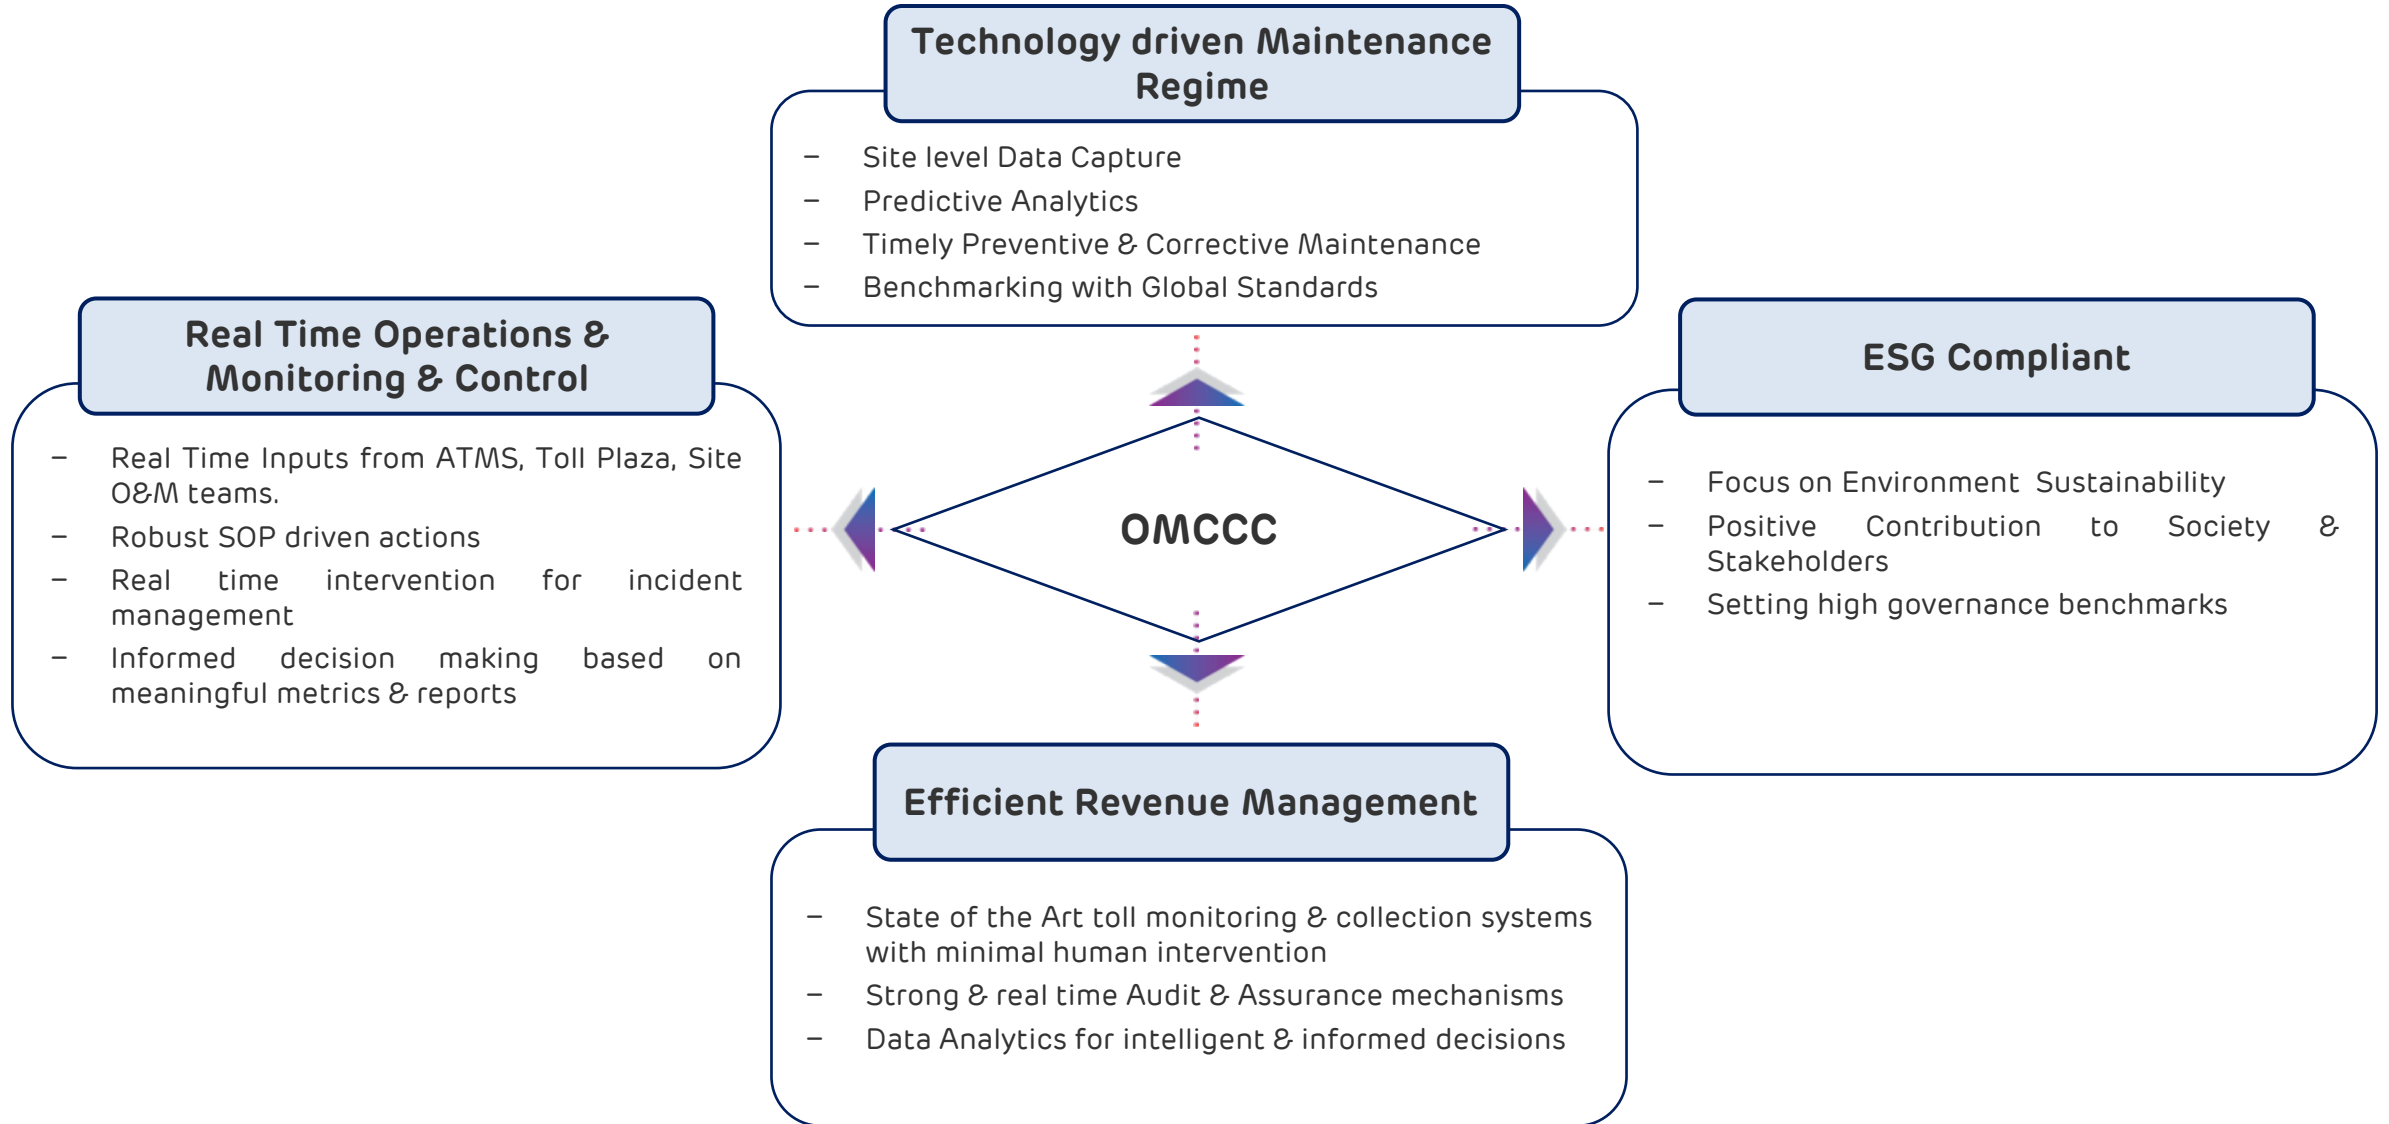 Technology driven Maintenance
Regime
– Site level Data Capture
– Predictive Analytics
– Timely Preventive & Corrective Maintenance
– Benchmarking with Global Standards
Real Time Operations &
Monitoring & Control
– Real Time Inputs from ATMS, Toll Plaza, Site
O&M teams.
– Robust SOP driven actions
– Real time intervention for incident
management
– Informed decision making based on
meaningful metrics & reports
OMCCC
ESG Compliant
– Focus on Environment Sustainability
– Positive Contribution to Society &
Stakeholders
– Setting high governance benchmarks
Efficient Revenue Management
– State of the Art toll monitoring & collection systems
with minimal human intervention
– Strong & real time Audit & Assurance mechanisms
– Data Analytics for intelligent & informed decisions